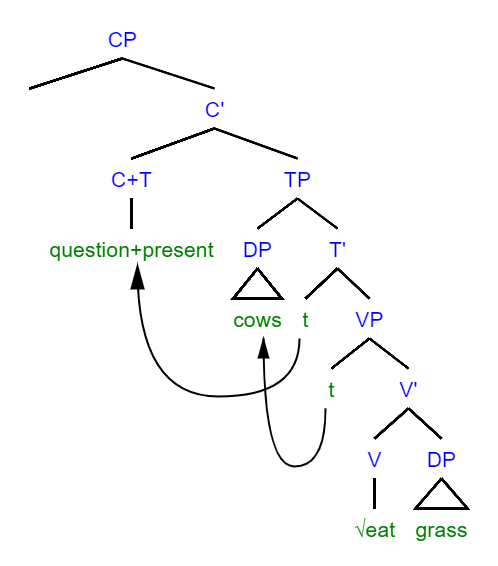 CP
C'
C+T TP
question+present DP T'
cows t VP
t V'
V DP
√eat grass